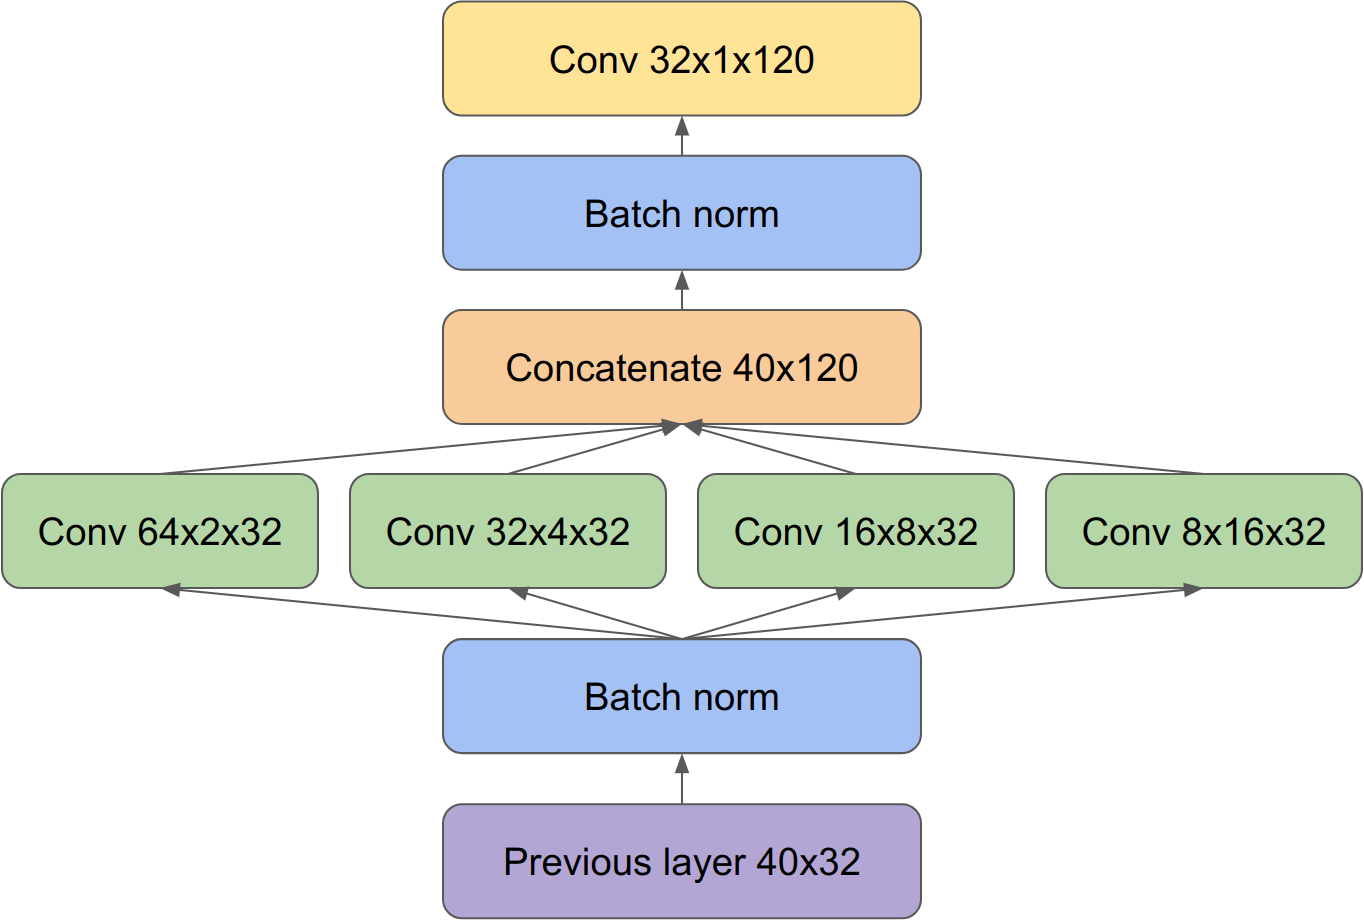 Conv 32x1x120
Batch norm
Concatenate 40x120
Conv 64x2x32
Conv 32x4x32
Conv 16x8x32
Conv 8x16x32
Batch norm
Previous layer 40x32